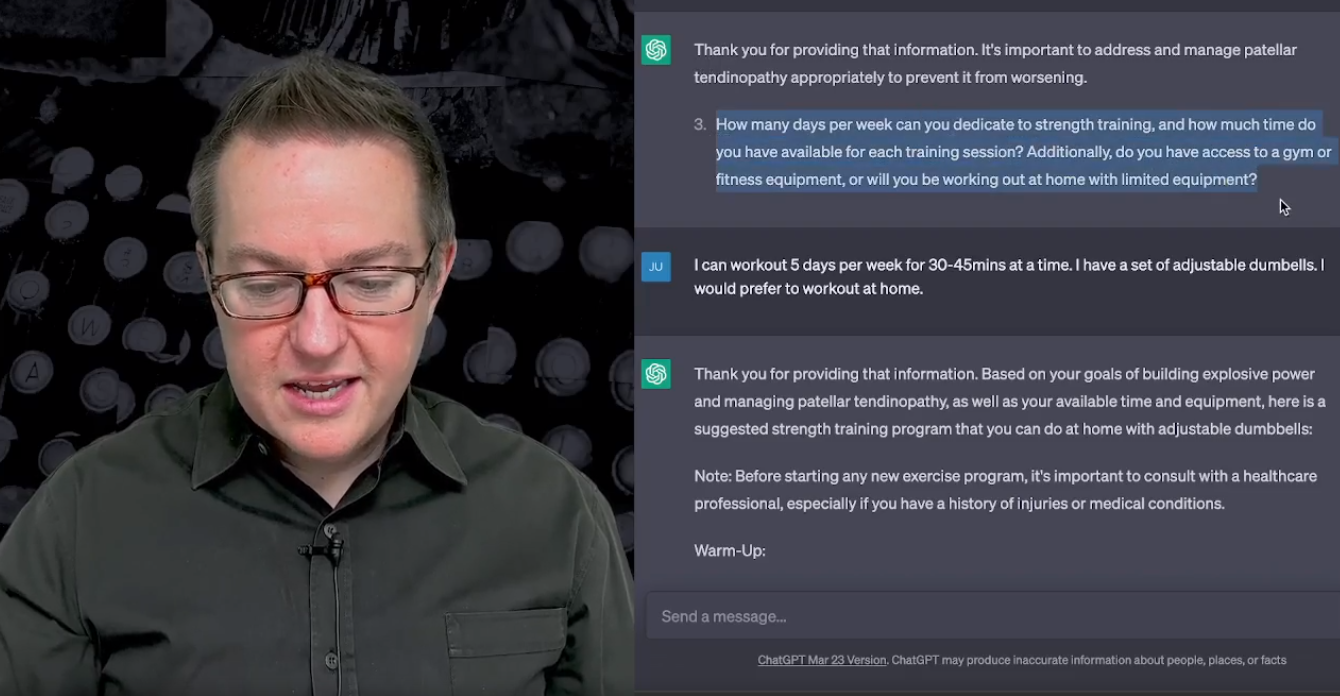 Thank you for providing that information. It's important to address and manage patellar
tendinopathy appropriately to prevent it from worsening.
3. How many days per week can you dedicate to strength training, and how much time do
you have available for each training session? Additionally, do you have access to a gym or
fitness equipment, or will you be working out at home with limited equipment?
JU
I can workout 5 days per week for 30-45mins at a time. I have a set of adjustable dumbells. I
would prefer to workout at home.
Thank you for providing that information. Based on your goals of building explosive power
and managing patellar tendinopathy, as well as your available time and equipment, here is a
suggested strength training program that you can do at home with adjustable dumbbells:
Note: Before starting any new exercise program, it's important to consult with a healthcare
professional, especially if you have a history of injuries or medical conditions.
Warm-Up:
Send a message...
ChatGPT Mar 23 Version. ChatGPT may produce inaccurate information about people, places, or facts
W
A